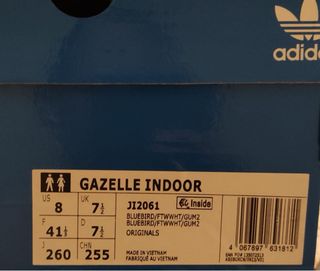 adidas
GAZELLE INDOOR
US 8 UK 7½ JI2061 Inside
BLUEBIRD/FTWWHT/GUM2
F 41⅓ D 7½ BLUEBIRD/FTWWHT/GUM2
ORIGINALS
J 260 CHN 255 MADE IN VIETNAM
FABRIQUÉ AU VIETNAM
4 067897 631812